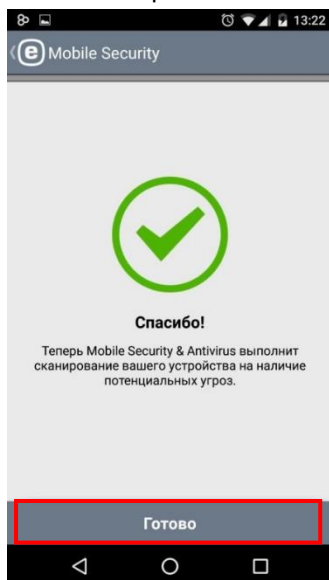 13:22
e Mobile Security
Спасибо!
Теперь Mobile Security & Antivirus выполнит
сканирование вашего устройства на наличие
потенциальных угроз.
Готово